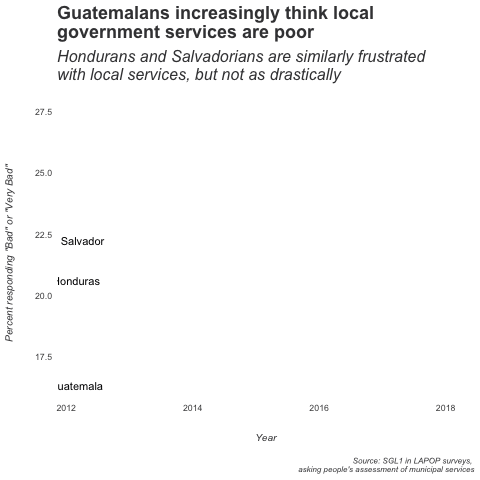 Guatemalans increasingly think local
government services are poor
Hondurans and Salvadorians are similarly frustrated
with local services, but not as drastically
27.5
25.0
22.5
20.0
17.5
Percent responding "Bad" or "Very Bad"
Salvador
Honduras
uatemala
2012 2014 2016 2018
Year
Source: SGL1 in LAPOP surveys,
asking people's assessment of municipal services